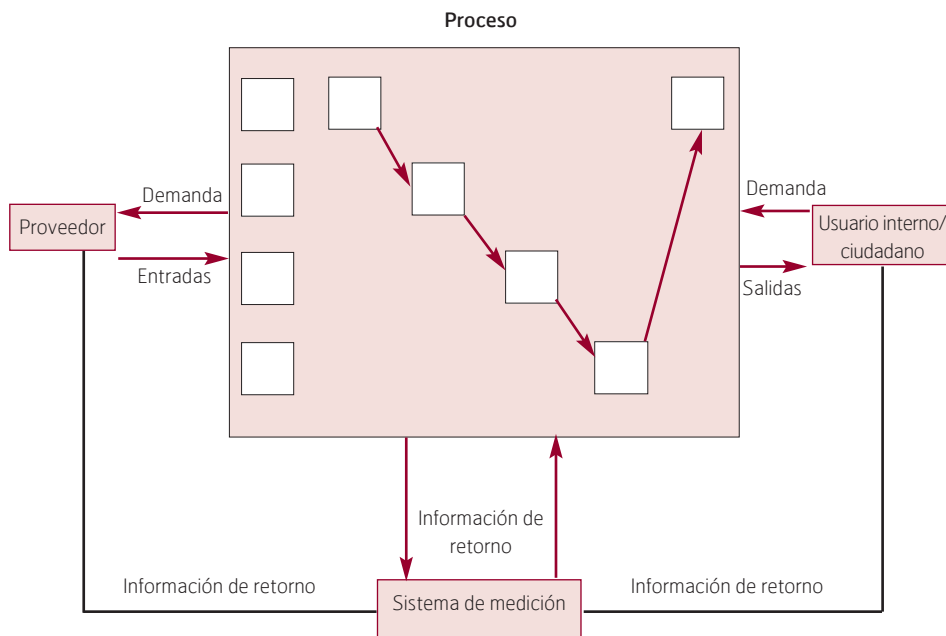 Proceso
Demanda
Proveedor
Entradas
Demanda
Usuario interno/
ciudadano
Salidas
Información de
retorno
Información de retorno
Sistema de medición
Información de retorno